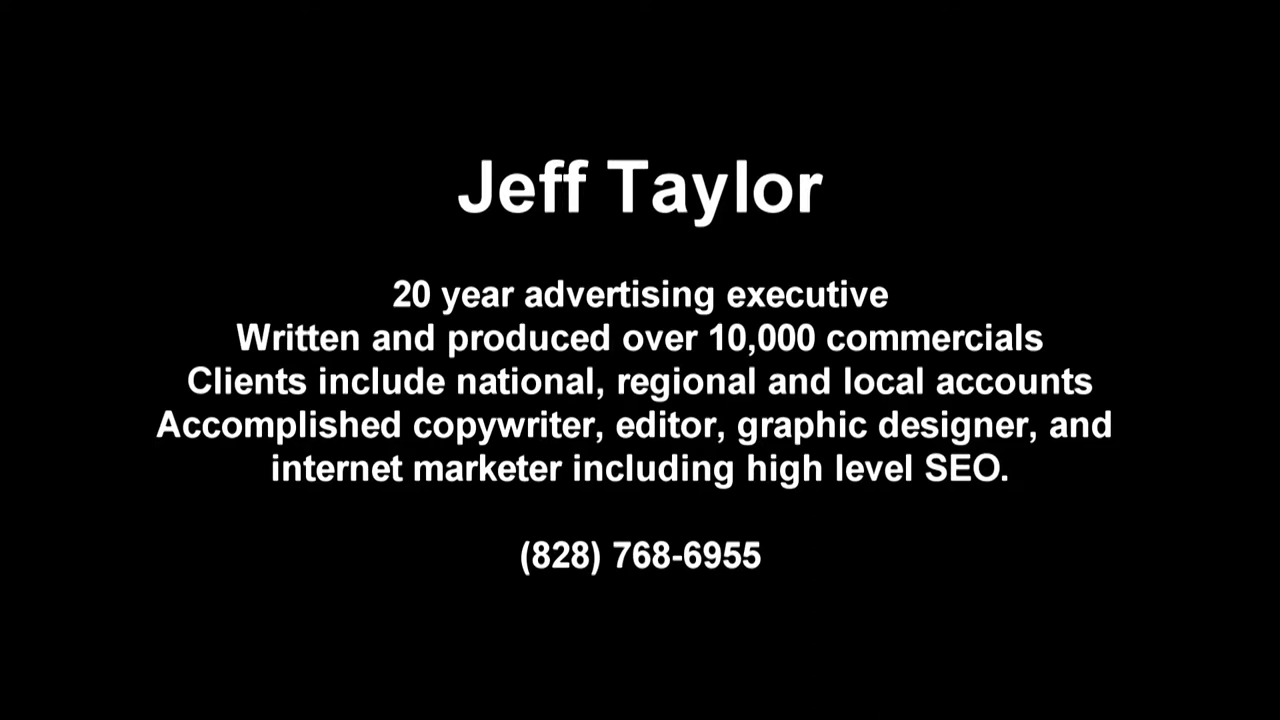 Jeff Taylor
20 year advertising executive
Written and produced over 10,000 commercials
Clients include national, regional and local accounts
Accomplished copywriter, editor, graphic designer, and
internet marketer including high level SEO.
(828) 768-6955